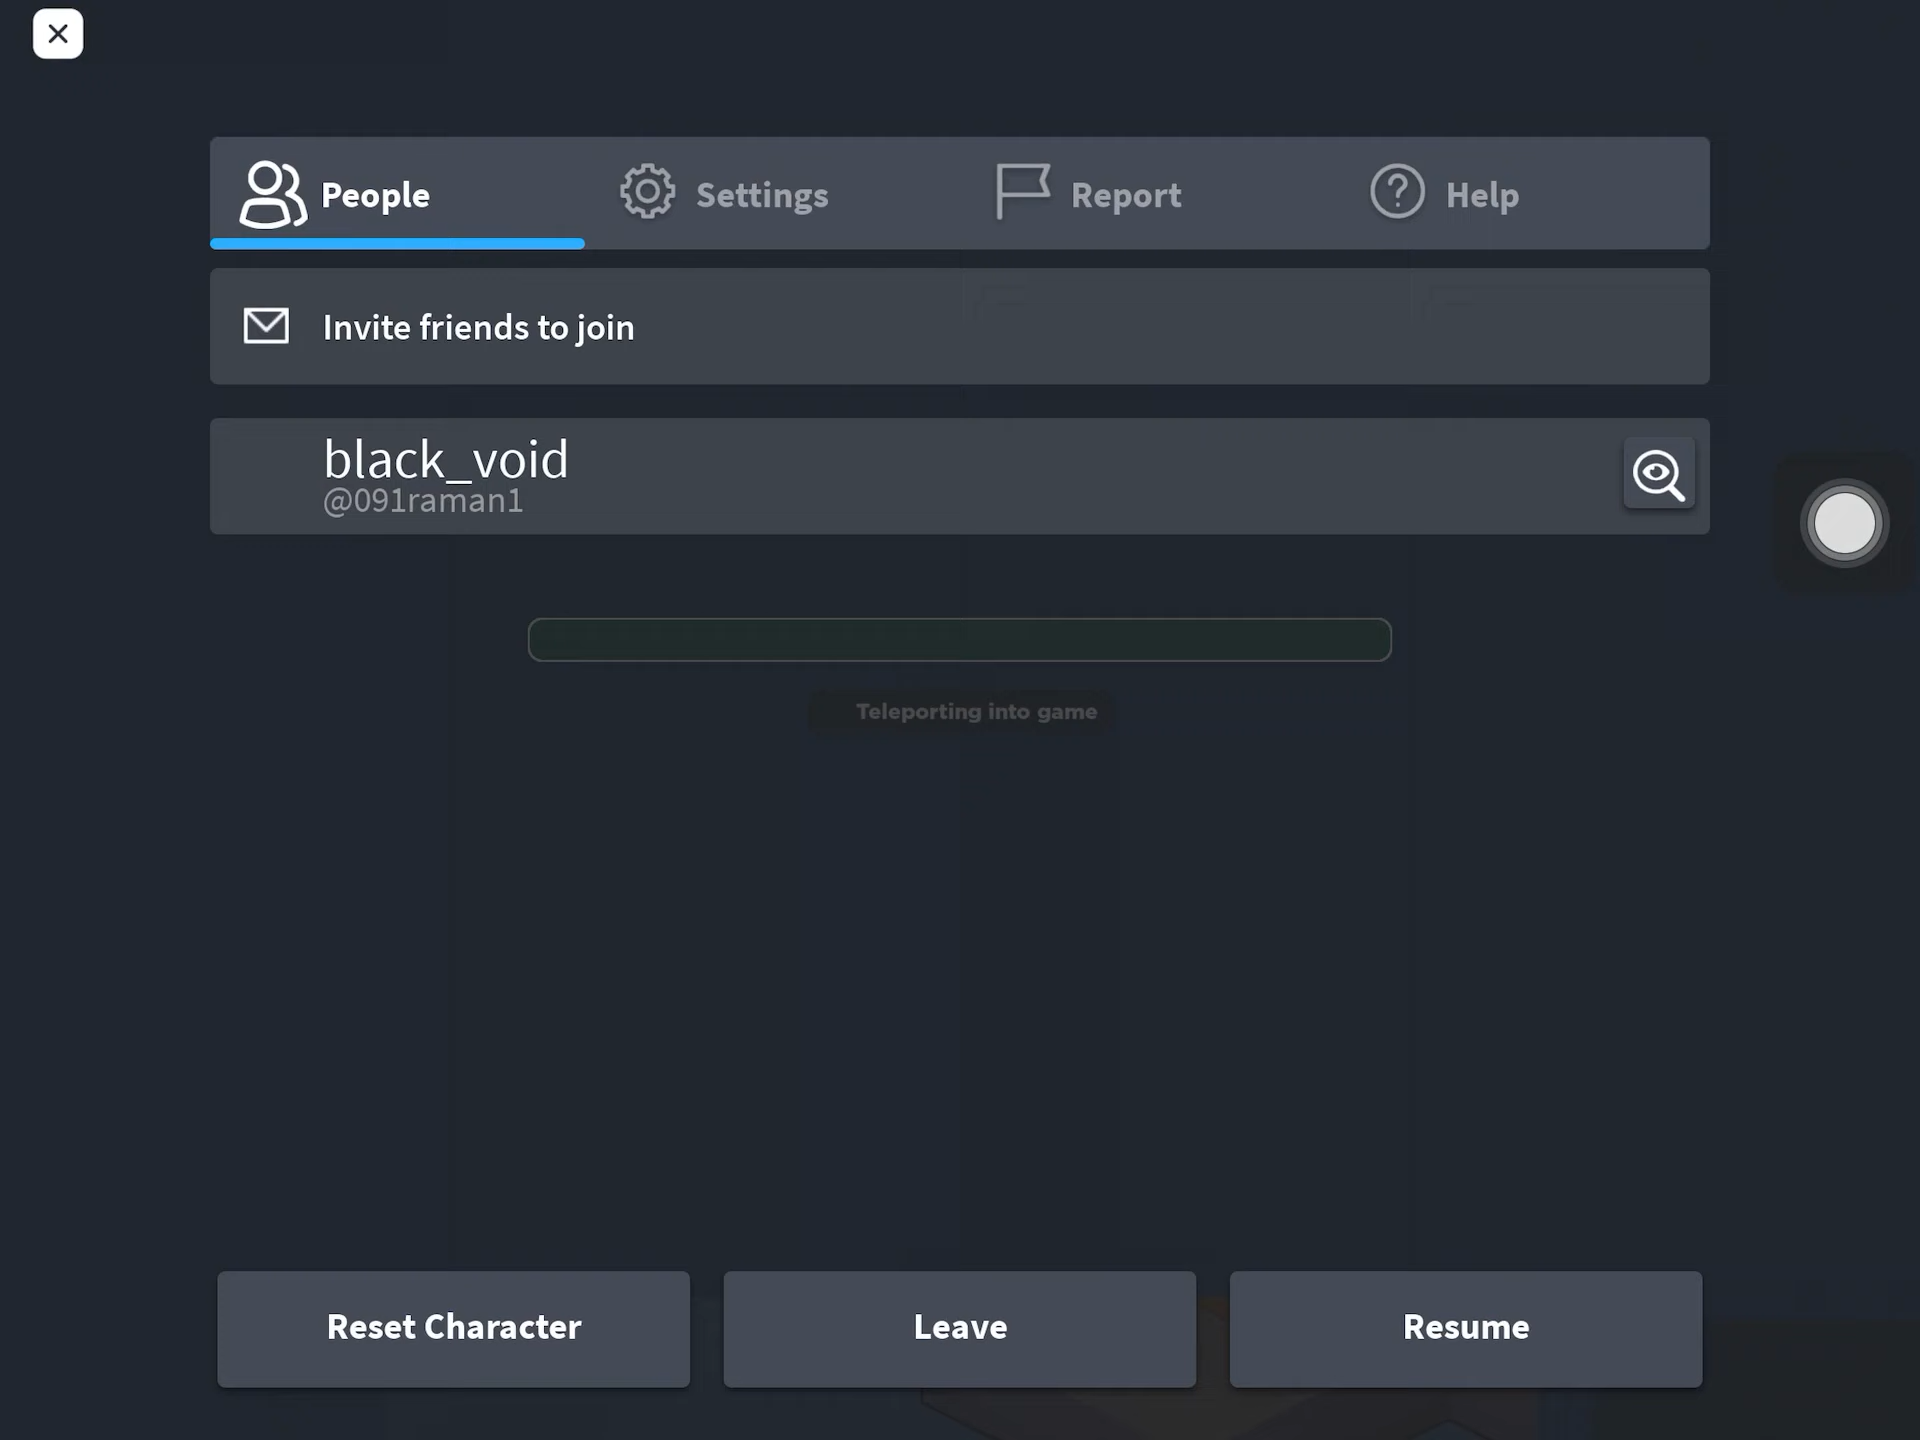 People
Settings
Report
Help
Invite friends to join
black_void
@091raman1
Teleporting into game
Reset Character
Leave
Resume